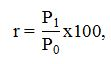 r = P₁/P₀ x100,